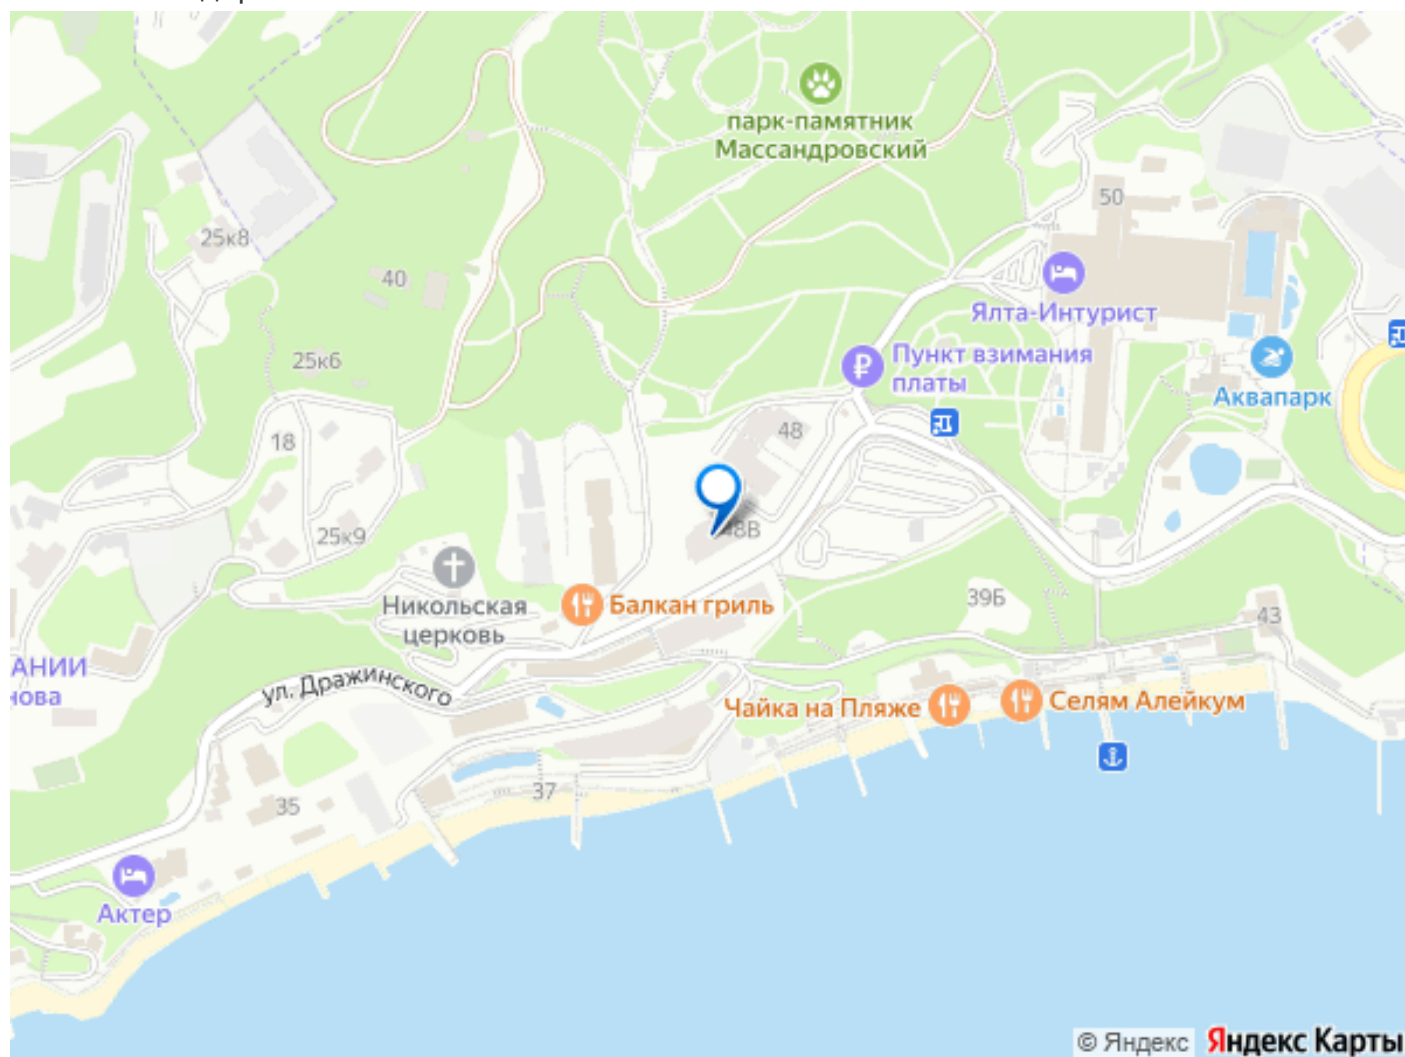 парк-памятник
Массандровский
50
25к8
40
Ялта-Интурист
Пункт взимания
платы
25к6
Аквапарк
48
18
25к9
48В
Никольская
церковь
Балкан гриль
39Б
43
АНИИ
нова
ул. Дражинского
Чайка на Пляже
Селям Алейкум
37
35
Актер
© Яндекс
Яндекс Карты